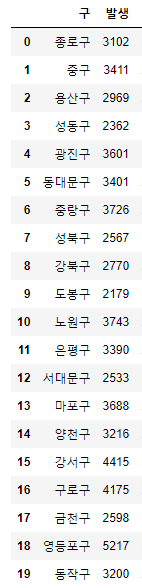 구 발생
0 종로구 3102
1 중구 3411
2 용산구 2969
3 성동구 2362
4 광진구 3601
5 동대문구 3401
6 중랑구 3726
7 성북구 2567
8 강북구 2770
9 도봉구 2179
10 노원구 3743
11 은평구 3390
12 서대문구 2533
13 마포구 3688
14 양천구 3216
15 강서구 4415
16 구로구 4175
17 금천구 2598
18 영등포구 5217
19 동작구 3200